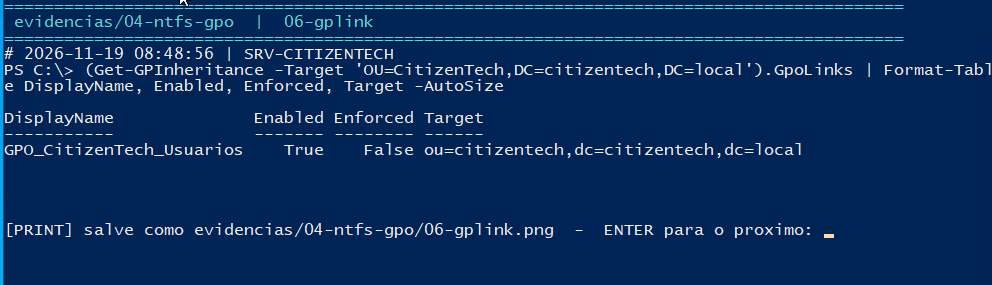 ================================================================================
evidencias/04-ntfs-gpo  |  06-gplink
================================================================================
# 2026-11-19 08:48:56 | SRV-CITIZENTECH
PS C:\> (Get-GPInheritance -Target 'OU=CitizenTech,DC=citizentech,DC=local').GpoLinks | Format-Tabl
e DisplayName, Enabled, Enforced, Target -AutoSize
DisplayName              Enabled Enforced Target
-----------              ------- -------- ------
GPO_CitizenTech_Usuarios    True    False ou=citizentech,dc=citizentech,dc=local
[PRINT] salve como evidencias/04-ntfs-gpo/06-gplink.png  -  ENTER para o proximo: _